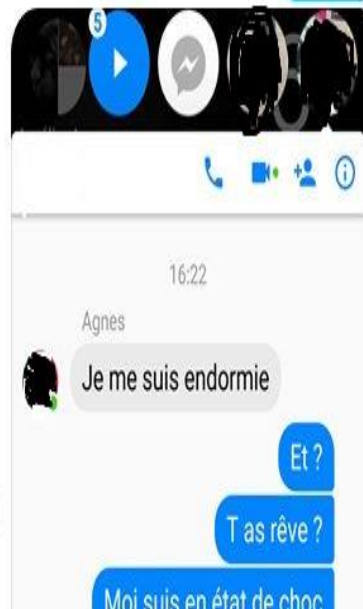 5
16:22
Agnes
Je me suis endormie
Et ?
T as rêve ?
Moi suis en état de choc